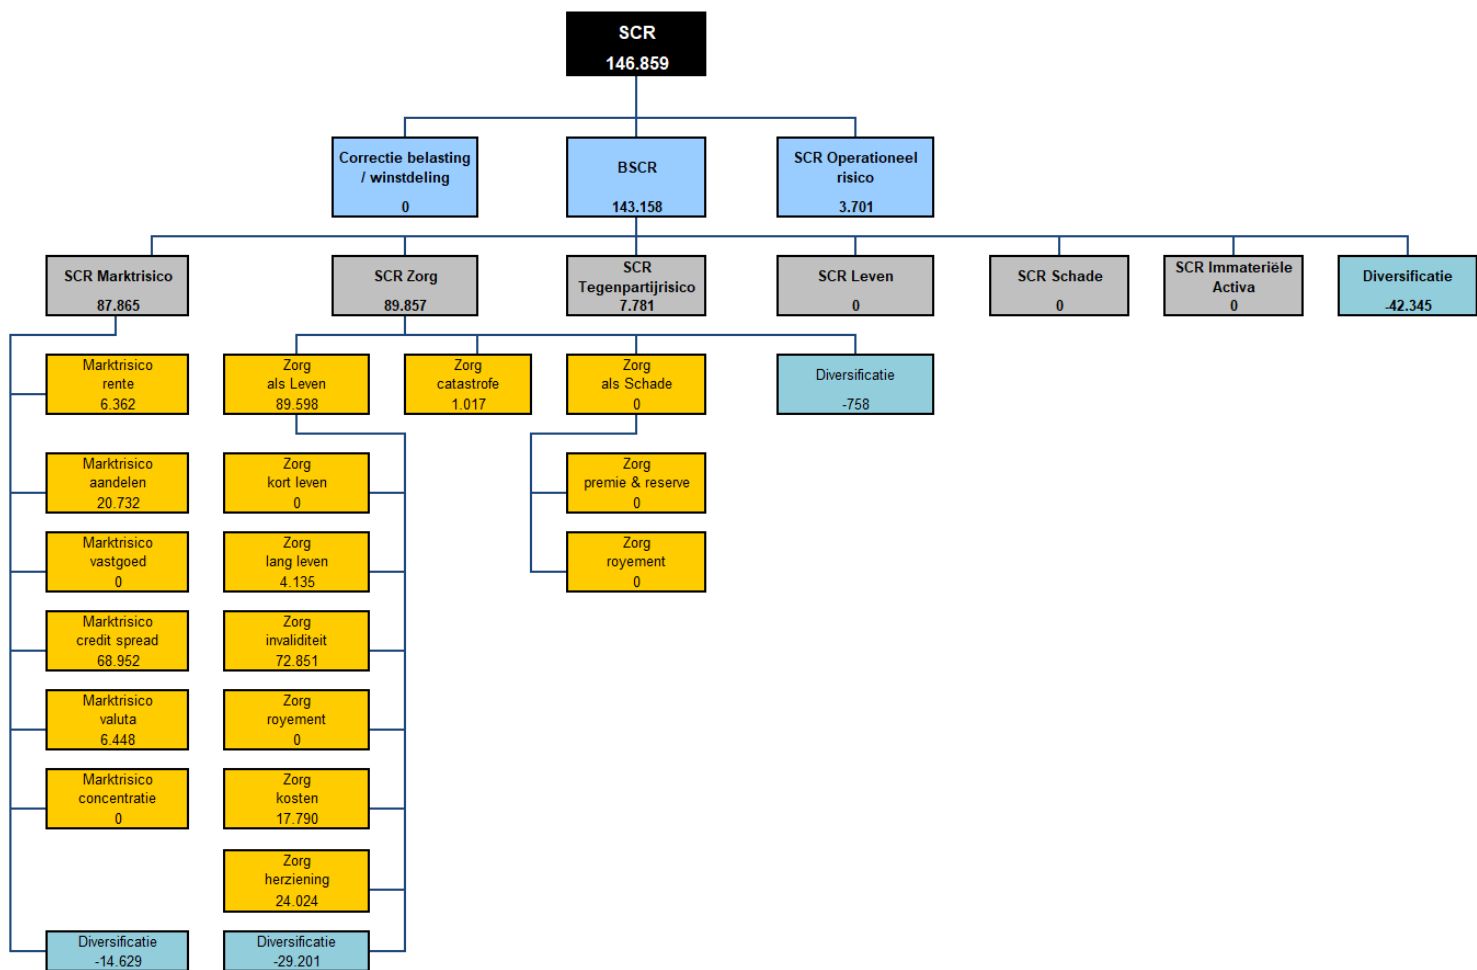 SCR
146.859
Correctie belasting
/ winstdeling
0
BSCR
143.158
SCR Operationeel
risico
3.701
SCR Marktrisico
87.865
SCR Zorg
89.857
SCR
Tegenpartijrisico
7.781
SCR Leven
0
SCR Schade
0
SCR Immateriële
Activa
0
Diversificatie
-42.345
Marktrisico
rente
6.362
Zorg
als Leven
89.598
Zorg
catastrofe
1.017
Zorg
als Schade
0
Diversificatie
-758
Marktrisico
aandelen
20.732
Zorg
kort leven
0
Zorg
premie & reserve
0
Marktrisico
vastgoed
0
Zorg
lang leven
4.135
Zorg
royement
0
Marktrisico
credit spread
68.952
Zorg
invaliditeit
72.851
Marktrisico
valuta
6.448
Zorg
royement
0
Marktrisico
concentratie
0
Zorg
kosten
17.790
Zorg
herziening
24.024
Diversificatie
-14.629
Diversificatie
-29.201